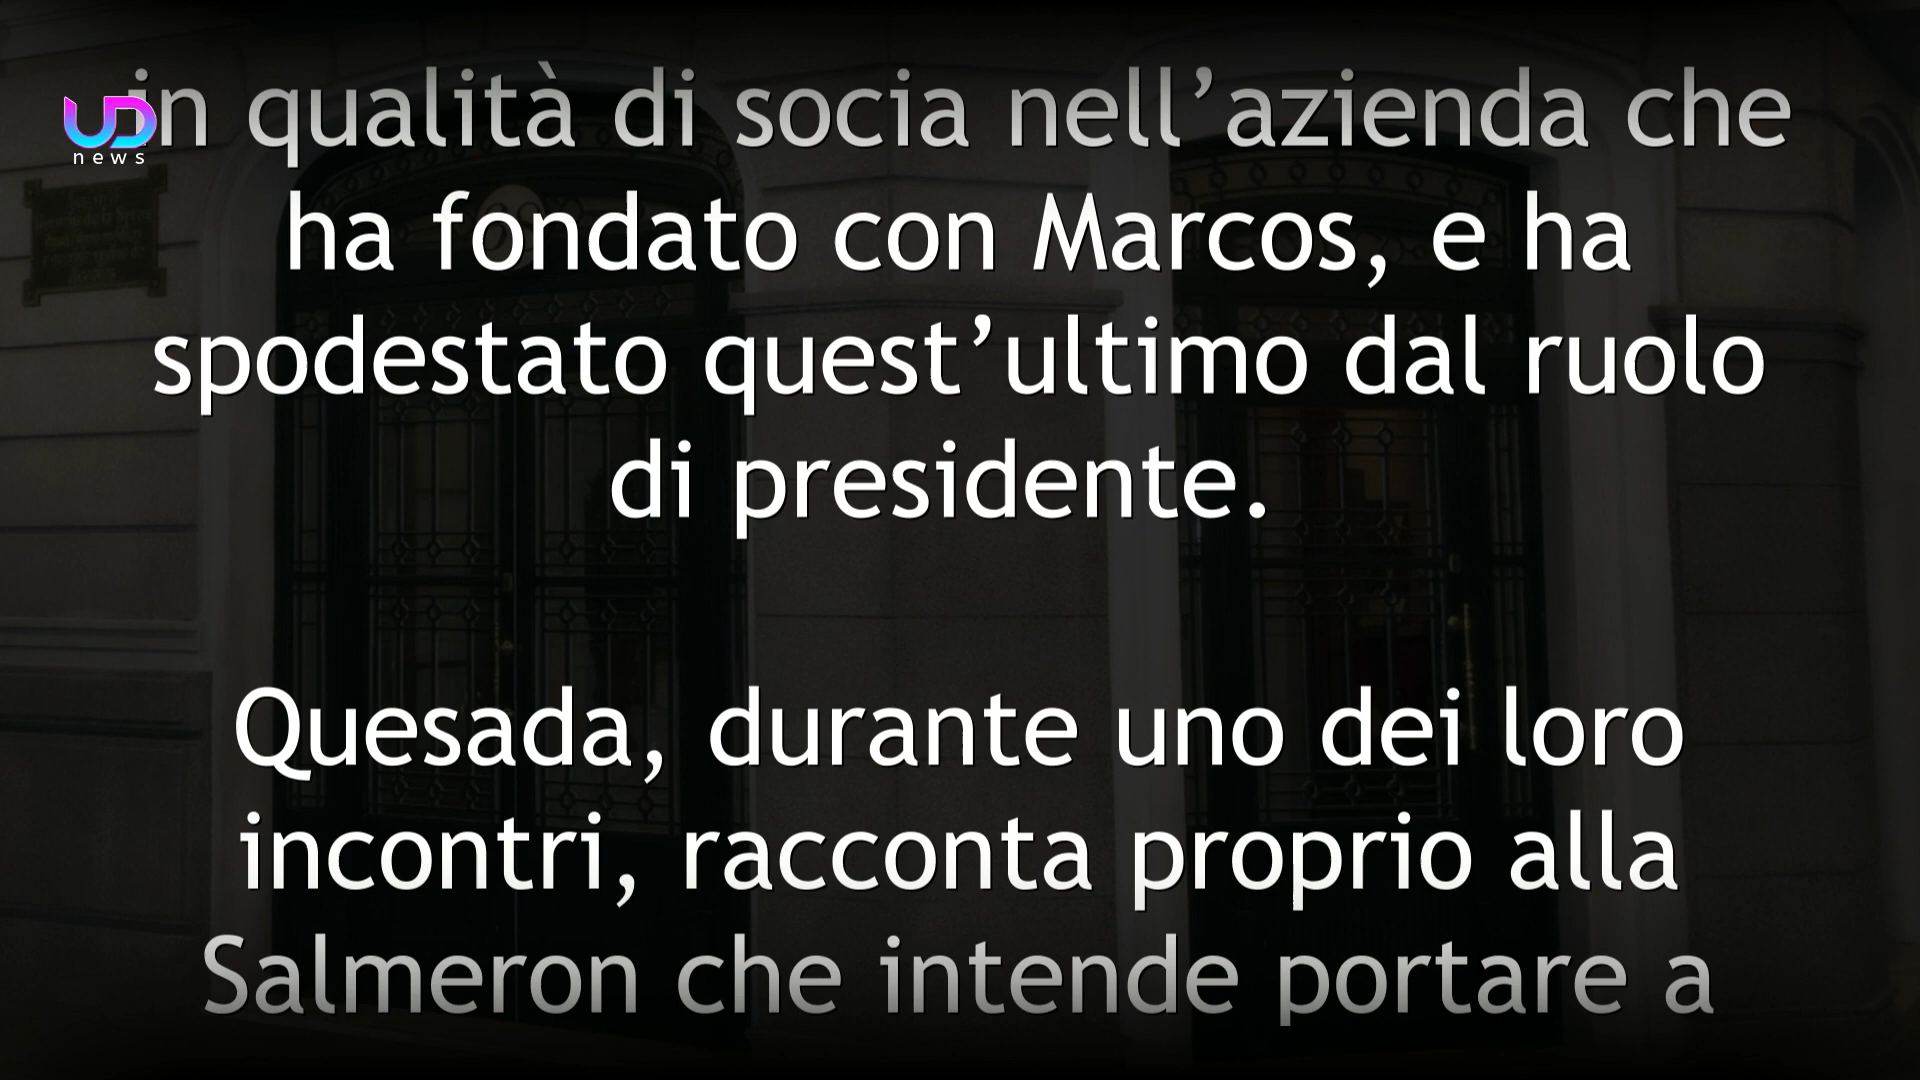 UD
news
in qualità di socia nell’azienda che
ha fondato con Marcos, e ha
spodestato quest’ultimo dal ruolo
di presidente.
Quesada, durante uno dei loro
incontri, racconta proprio alla
Salmeron che intende portare a